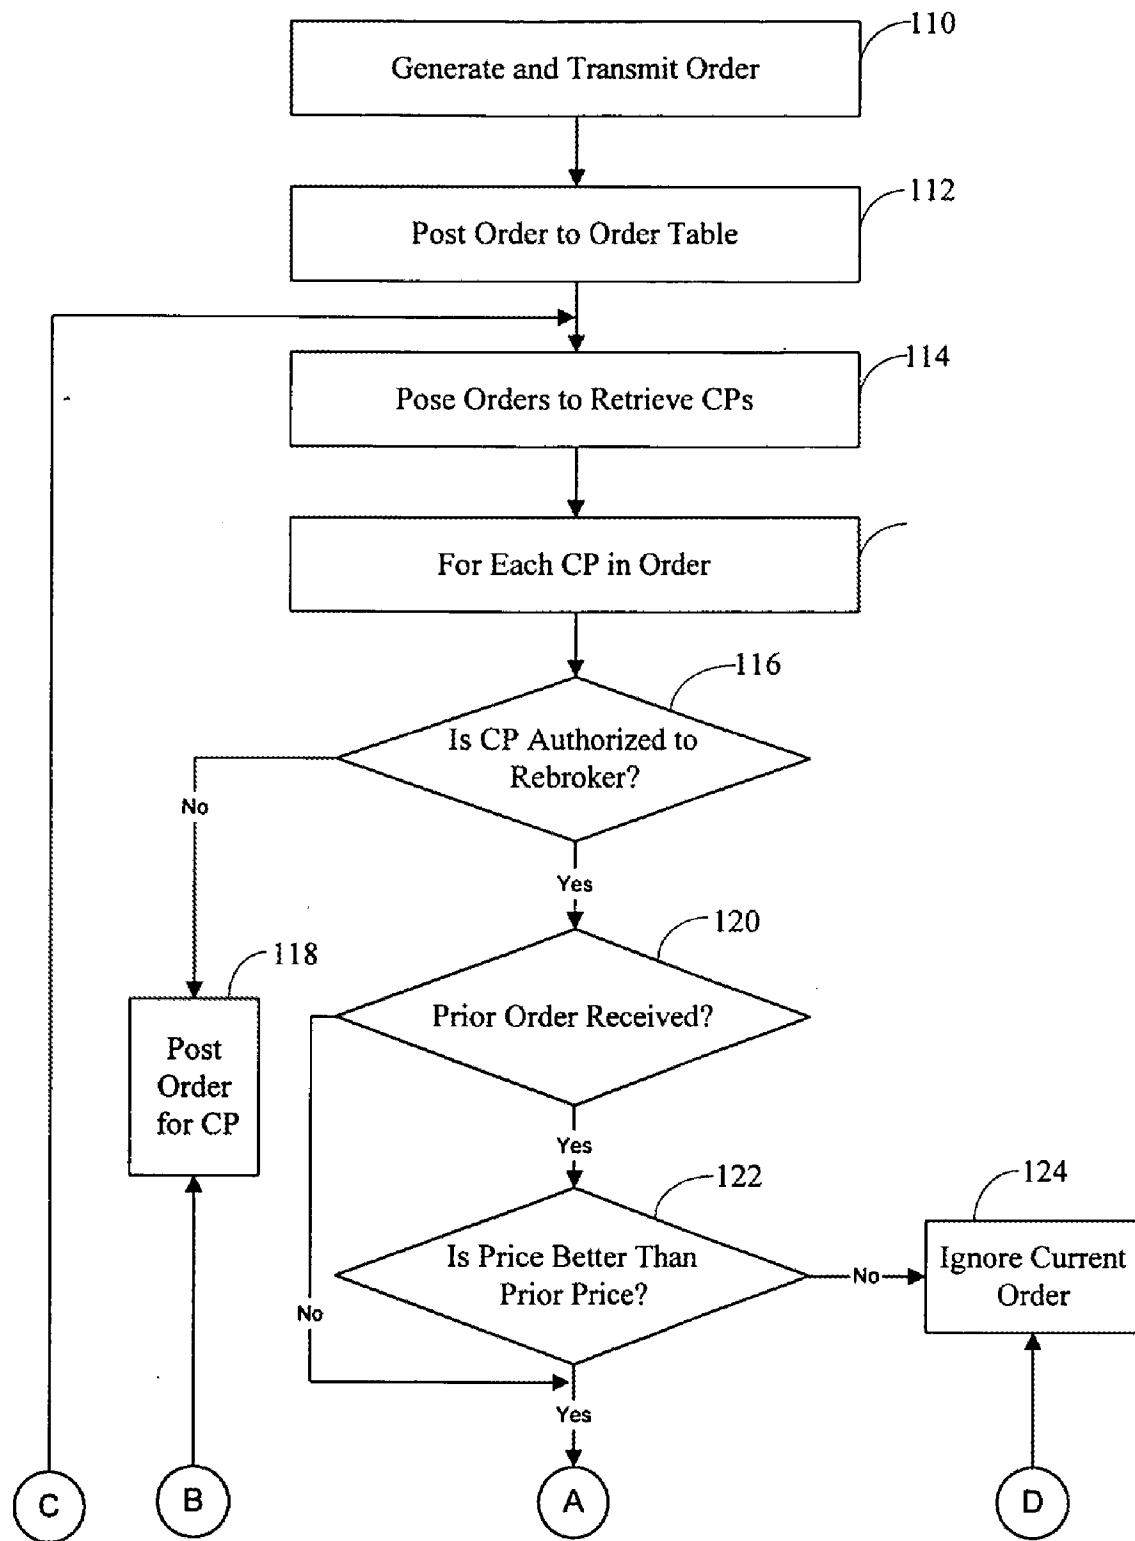 110
Generate and Transmit Order
112
Post Order to Order Table
114
Pose Orders to Retrieve CPs
For Each CP in Order
116
Is CP Authorized to
Rebroker?
No
Yes
120
Prior Order Received?
118
Post
Order
for CP
Yes
122
Is Price Better Than
Prior Price?
No
No
124
Ignore Current
Order
Yes
C
B
A
D